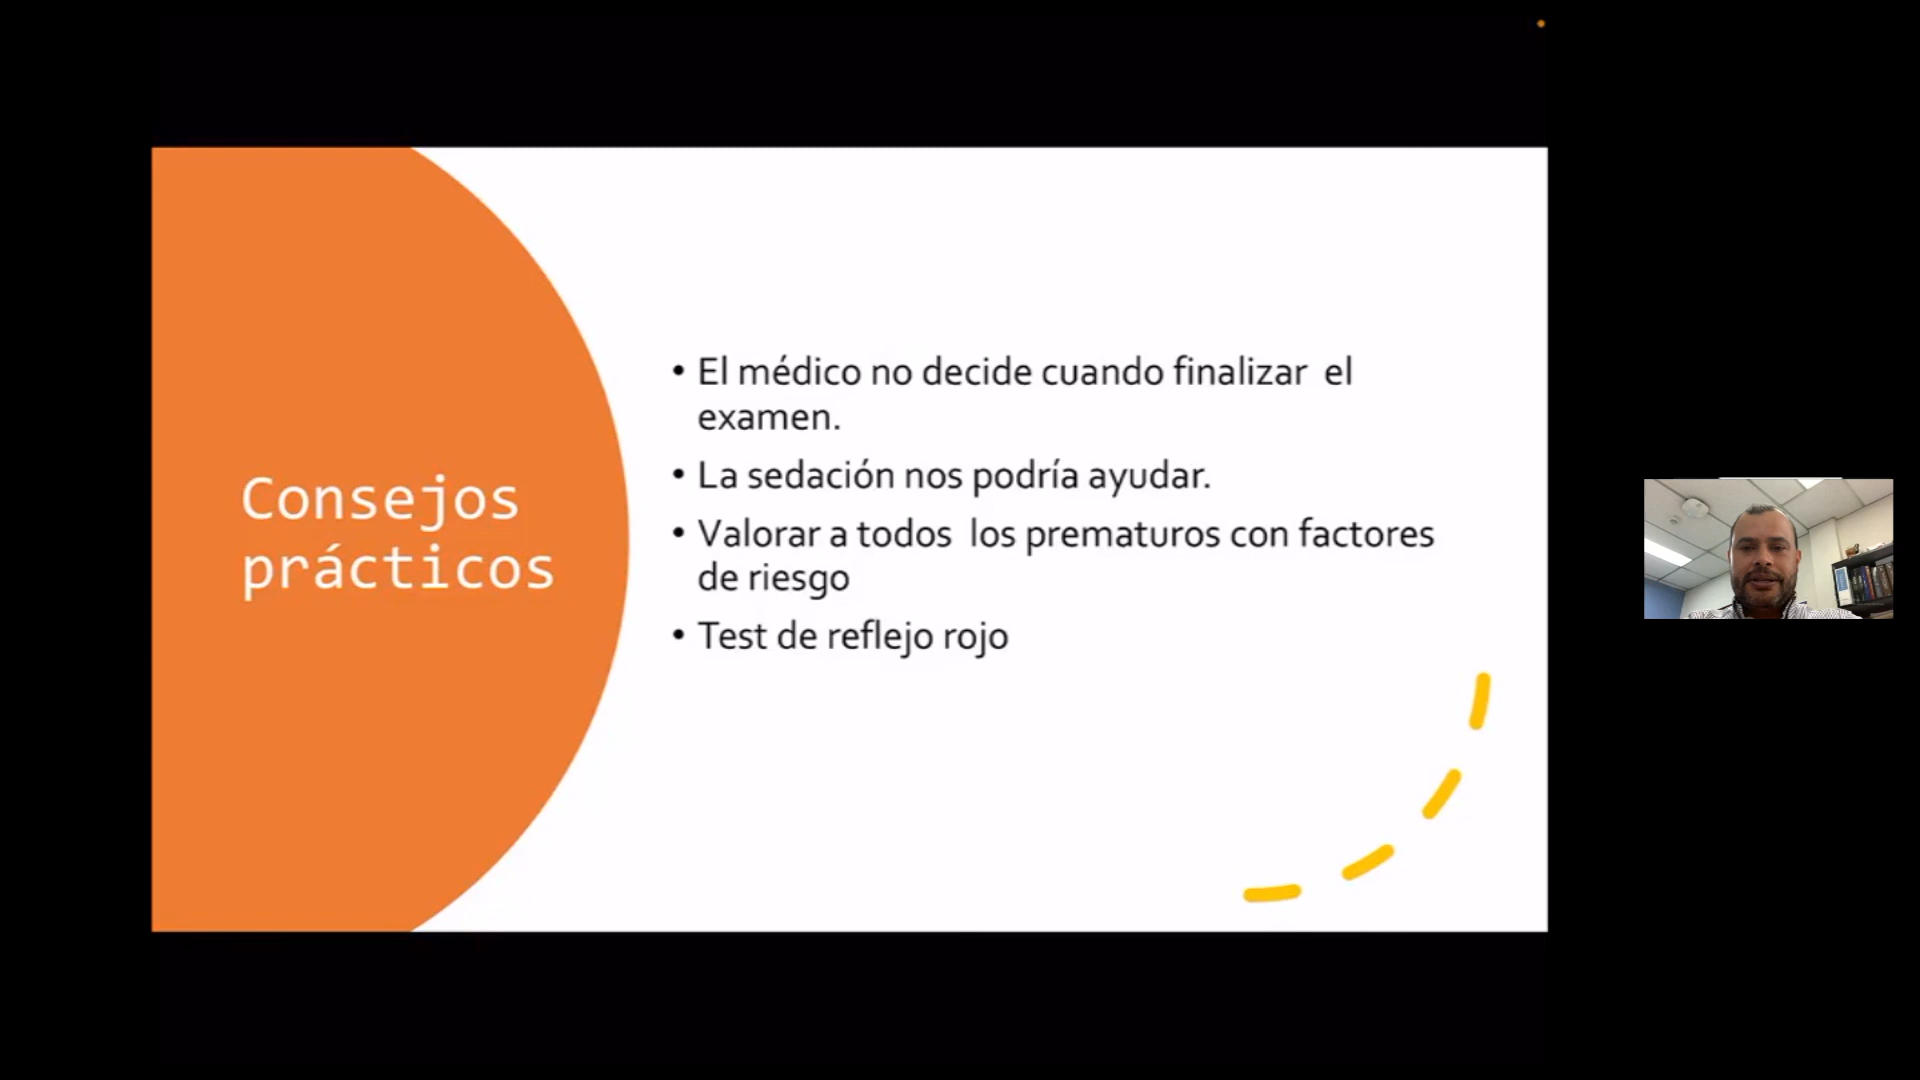 Consejos
prácticos
• El médico no decide cuando finalizar  el
examen.
• La sedación nos podría ayudar.
• Valorar a todos  los prematuros con factores
de riesgo
• Test de reflejo rojo